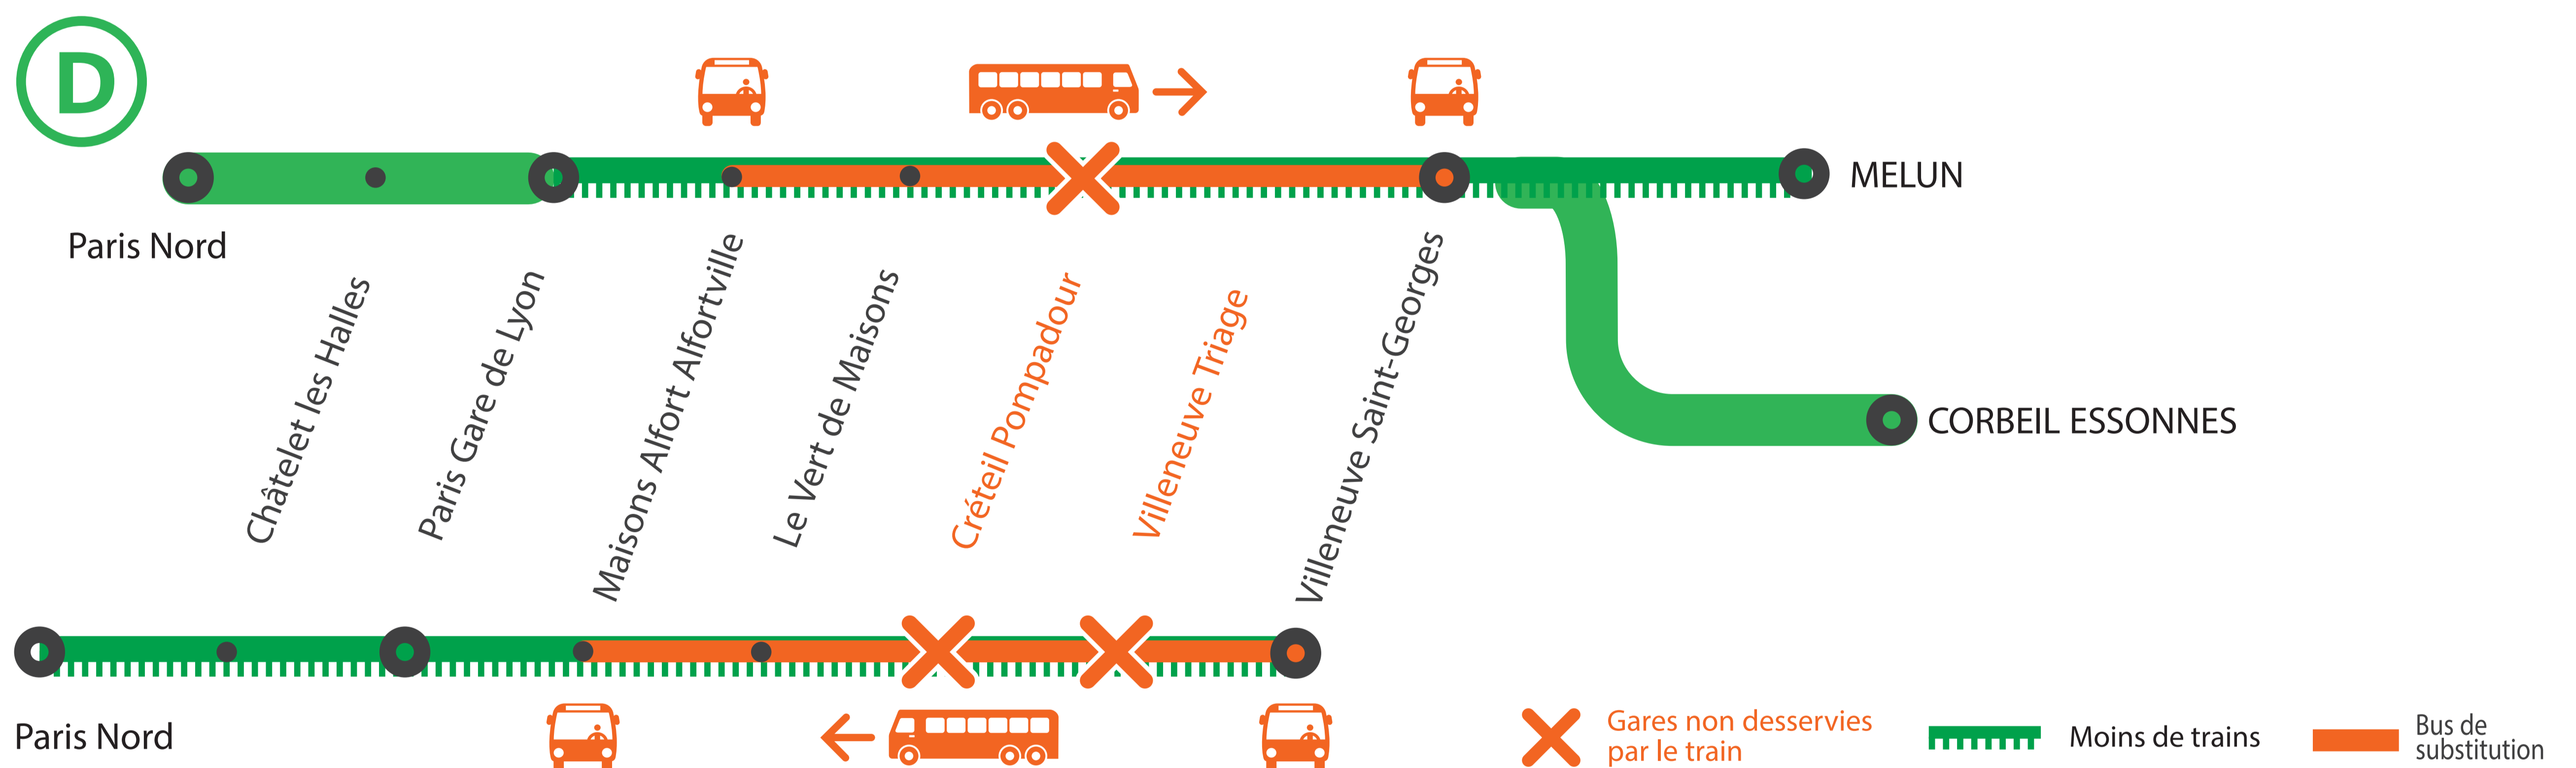 D
MELUN
Paris Nord
Châtelet les Halles
Paris Gare de Lyon
Maisons Alfort Alfortville
Le Vert de Maisons
Créteil Pompadour
Villeneuve Triage
Villeneuve Saint-Georges
CORBEIL ESSONNES
Paris Nord
Gares non desservies
par le train
Moins de trains
Bus de
substitution